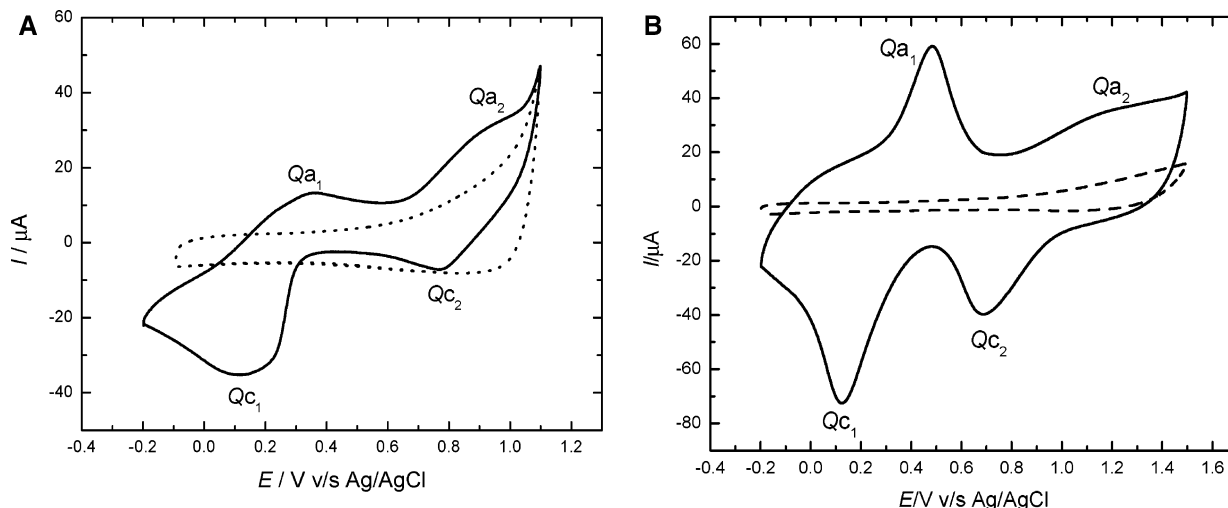 A
60
40
20
0
-20
-40
I / µA
Qa1
Qa2
Qc1
Qc2
-0.4 -0.2 0.0 0.2 0.4 0.6 0.8 1.0 1.2
E / V v/s Ag/AgCl
B
60
40
20
0
-20
-40
-60
-80
I/µA
Qa1
Qa2
Qc2
Qc1
-0.4 -0.2 0.0 0.2 0.4 0.6 0.8 1.0 1.2 1.4 1.6
E/V v/s Ag/AgCl